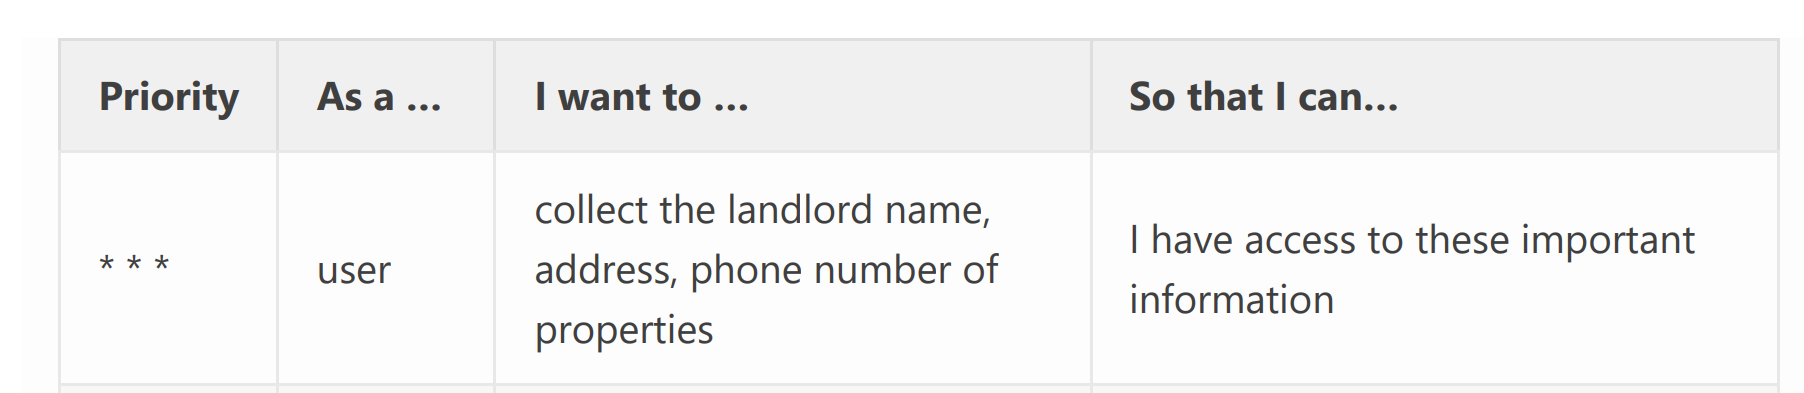 Priority
As a ...
I want to ...
So that I can...
* * *
user
collect the landlord name,
address, phone number of
properties
I have access to these important
information